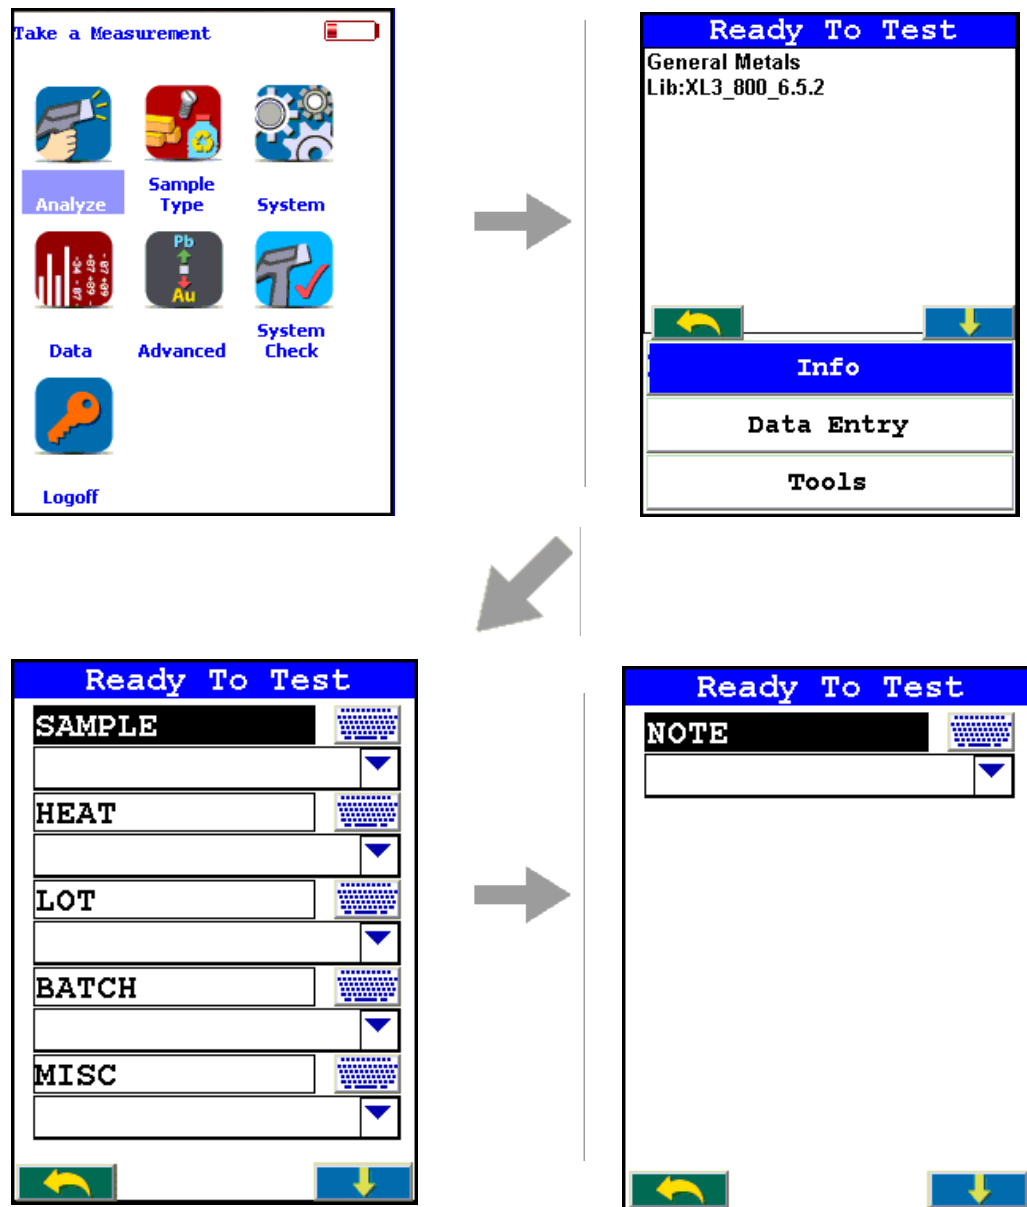 Take a Measurement
Analyze
Sample
Type
System
Pb
Au
Data
Advanced
System
Check
Logoff
Ready To Test
General Metals
Lib:XL3_800_6.5.2
Info
Data Entry
Tools
Ready To Test
SAMPLE
HEAT
LOT
BATCH
MISC
Ready To Test
NOTE